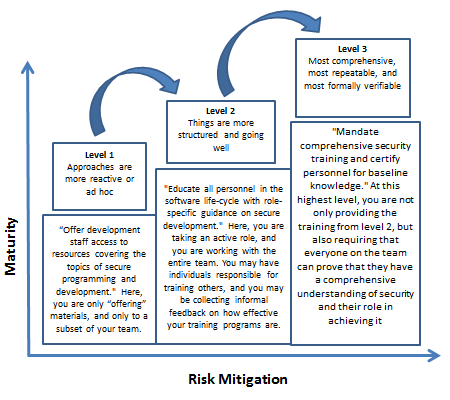 Level 3
Most comprehensive,
most repeatable, and
most formally verifiable
Level 2
Things are more
structured and going
well
Level 1
Approaches are
more reactive or
ad hoc
"Mandate
comprehensive security
training and certify
personnel for baseline
knowledge." At this
highest level, you are not
only providing the
training from level 2, but
also requiring that
everyone on the team
can prove that they have
a comprehensive
understanding of security
and their role in
achieving it
"Educate all personnel in the
software life-cycle with role-
specific guidance on secure
development." Here, you are
taking an active role, and
you are working with the
entire team. You may have
individuals responsible for
training others, and you may
be collecting informal
feedback on how effective
your training programs are.
"Offer development
staff access to
resources covering the
topics of secure
programming and
development." Here,
you are only "offering"
materials, and only to a
subset of your team.
Maturity
Risk Mitigation